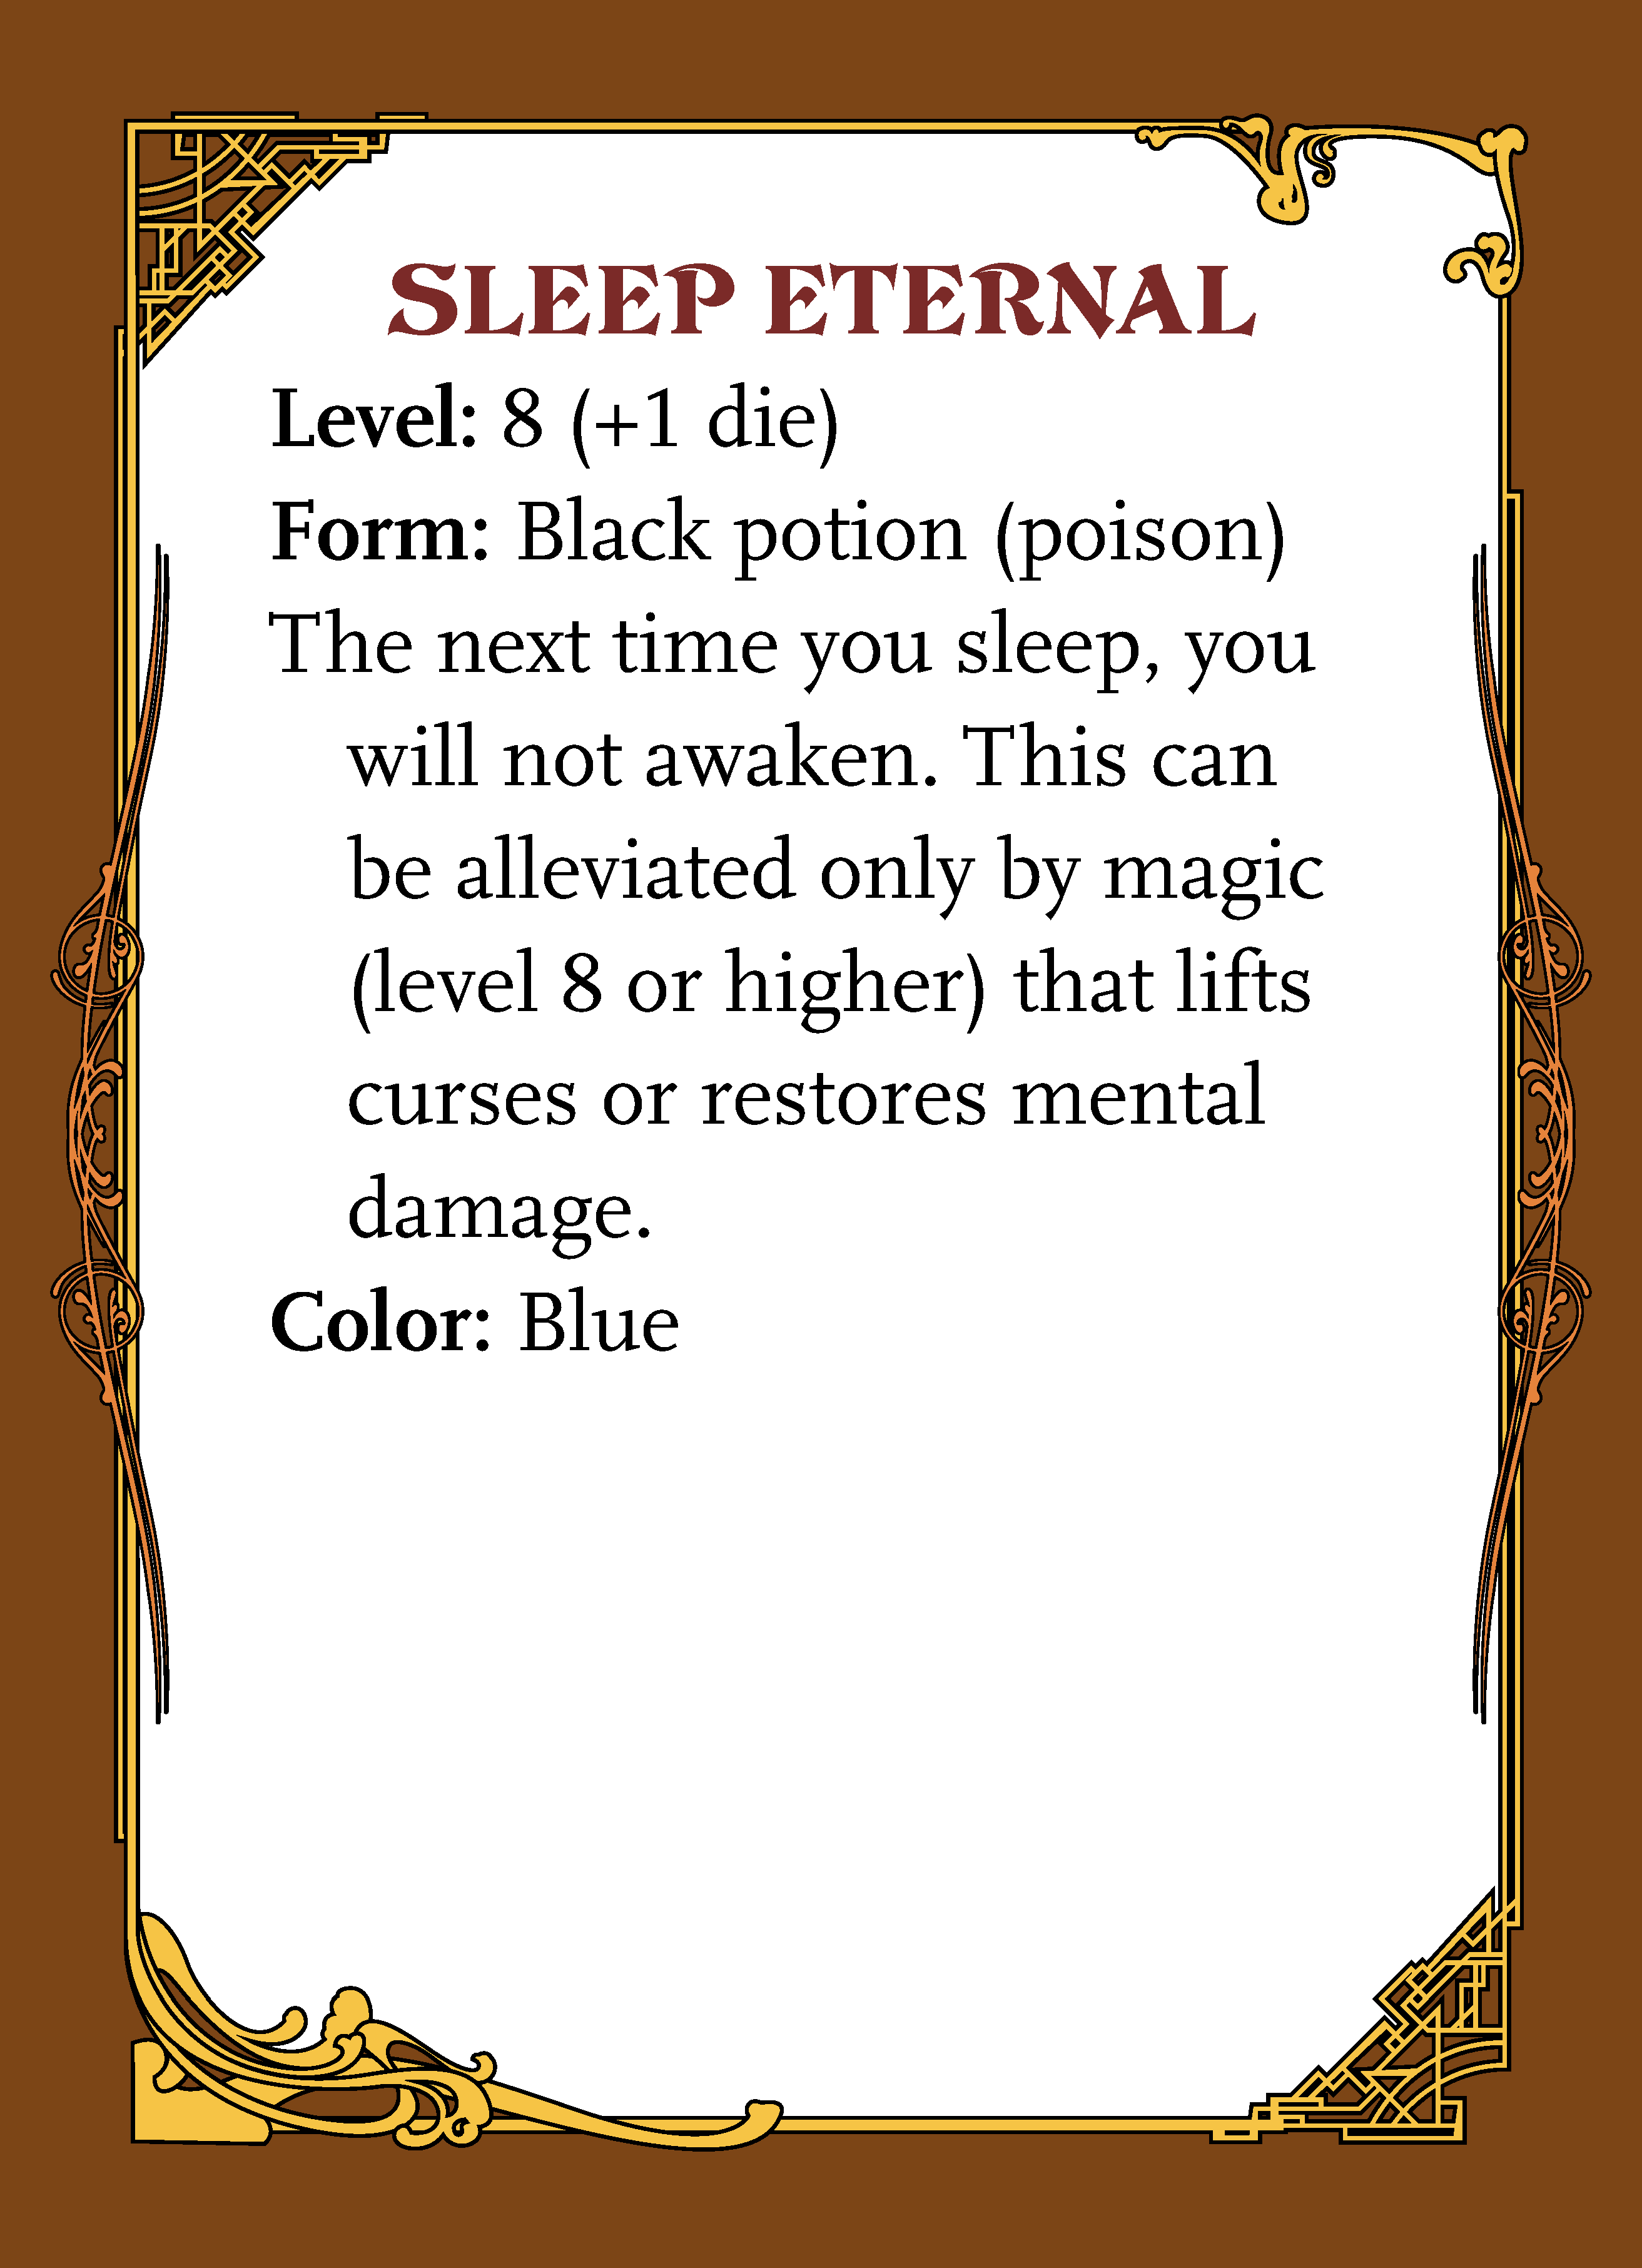 SLEEP ETERNAL
Level: 8 (+1 die)
Form: Black potion (poison)
The next time you sleep, you
will not awaken. This can
be alleviated only by magic
(level 8 or higher) that lifts
curses or restores mental
damage.
Color: Blue